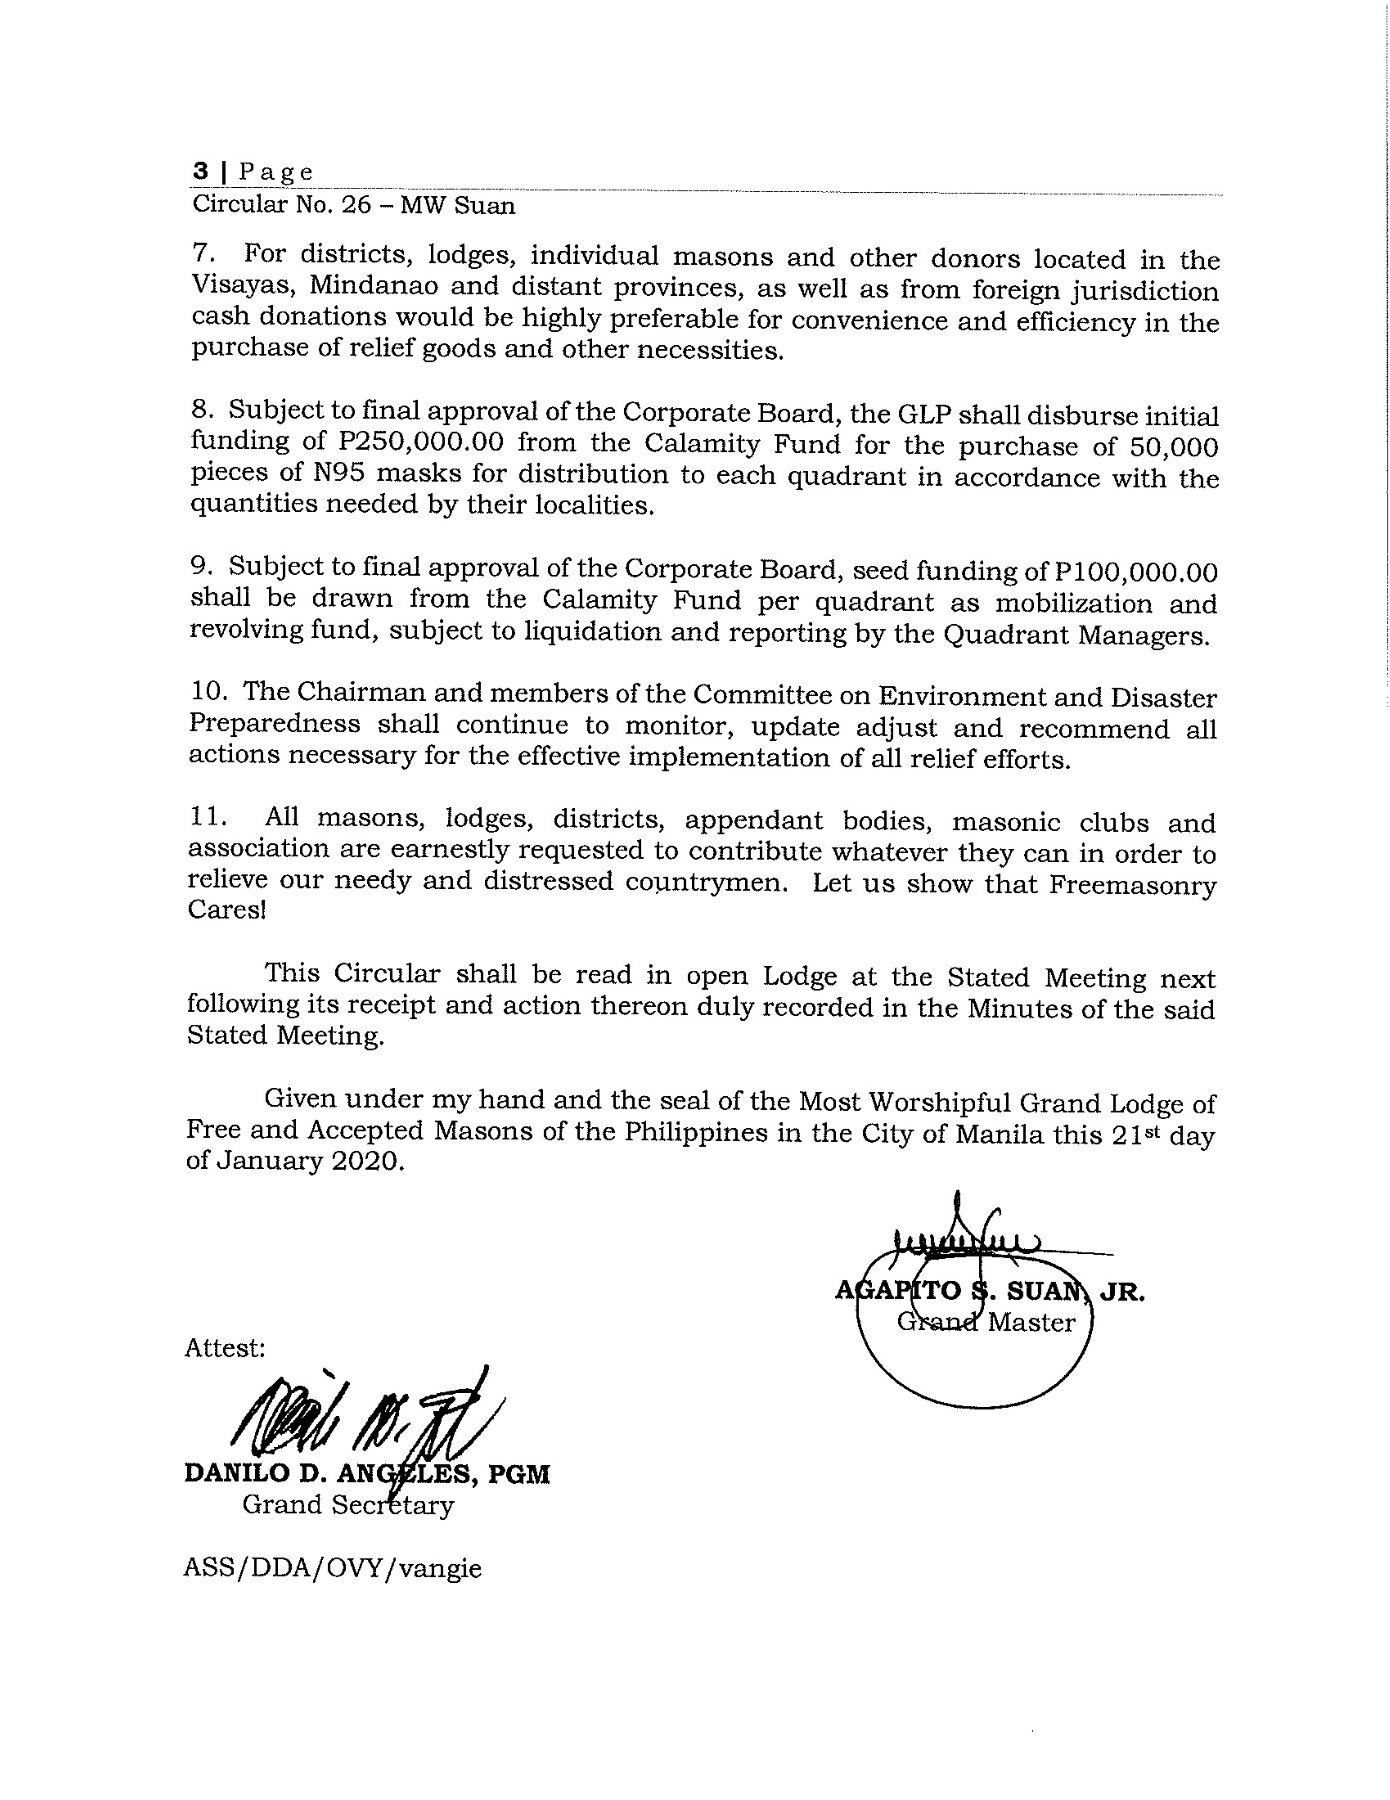 3 | Page
Circular No. 26 – MW Suan
7. For districts, lodges, individual masons and other donors located in the
Visayas, Mindanao and distant provinces, as well as from foreign jurisdiction
cash donations would be highly preferable for convenience and efficiency in the
purchase of relief goods and other necessities.
8. Subject to final approval of the Corporate Board, the GLP shall disburse initial
funding of P250,000.00 from the Calamity Fund for the purchase of 50,000
pieces of N95 masks for distribution to each quadrant in accordance with the
quantities needed by their localities.
9. Subject to final approval of the Corporate Board, seed funding of P100,000.00
shall be drawn from the Calamity Fund per quadrant as mobilization and
revolving fund, subject to liquidation and reporting by the Quadrant Managers.
10. The Chairman and members of the Committee on Environment and Disaster
Preparedness shall continue to monitor, update adjust and recommend all
actions necessary for the effective implementation of all relief efforts.
11. All masons, lodges, districts, appendant bodies, masonic clubs and
association are earnestly requested to contribute whatever they can in order to
relieve our needy and distressed countrymen. Let us show that Freemasonry
Cares!
This Circular shall be read in open Lodge at the Stated Meeting next
following its receipt and action thereon duly recorded in the Minutes of the said
Stated Meeting.
Given under my hand and the seal of the Most Worshipful Grand Lodge of
Free and Accepted Masons of the Philippines in the City of Manila this 21st day
of January 2020.
AGAPITO S. SUAN, JR.
Grand Master
Attest:
DANILO D. ANGELES, PGM
Grand Secretary
ASS/DDA/OVY/vangie